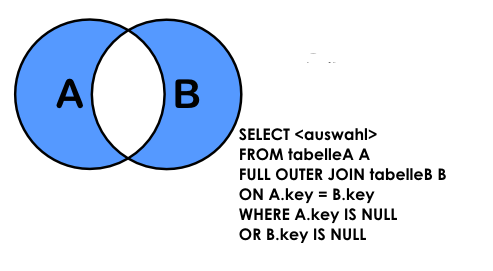 A B
SELECT <auswahl>
FROM tabelleA A
FULL OUTER JOIN tabelleB B
ON A.key = B.key
WHERE A.key IS NULL
OR B.key IS NULL